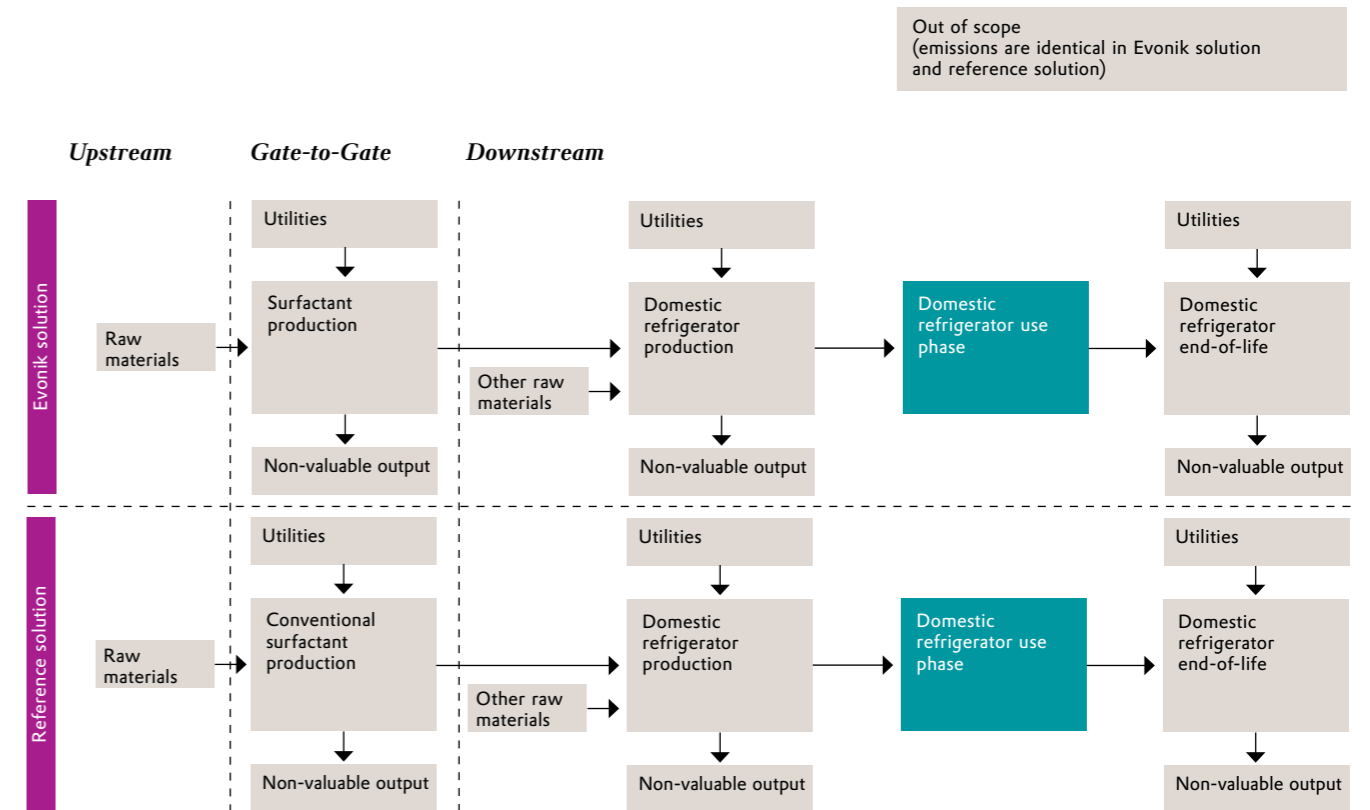 Out of scope
(emissions are identical in Evonik solution
and reference solution)
Upstream
Gate-to-Gate
Downstream
Evonik solution
Raw
materials
Utilities
Surfactant
production
Non-valuable output
Other raw
materials
Utilities
Domestic
refrigerator
production
Non-valuable output
Domestic
refrigerator use
phase
Utilities
Domestic
refrigerator
end-of-life
Non-valuable output
Reference solution
Raw
materials
Utilities
Conventional
surfactant
production
Non-valuable output
Other raw
materials
Utilities
Domestic
refrigerator
production
Non-valuable output
Domestic
refrigerator use
phase
Utilities
Domestic
refrigerator
end-of-life
Non-valuable output